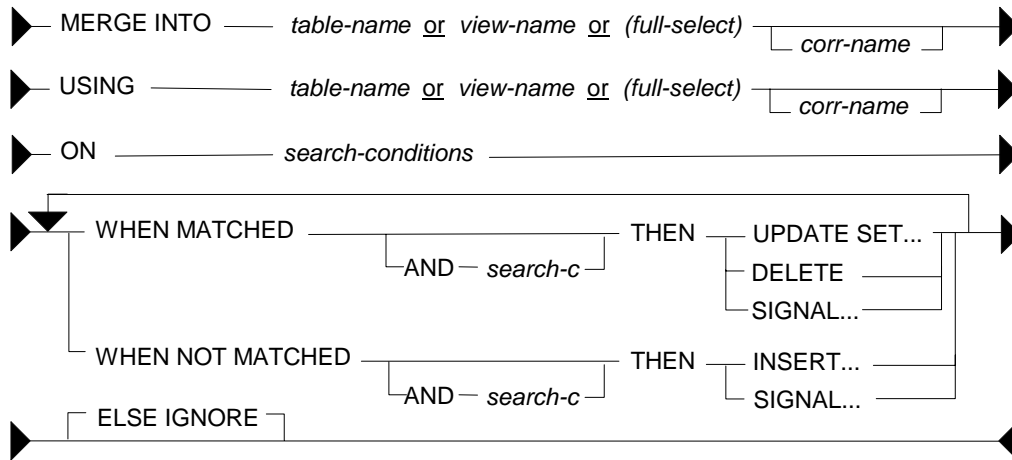 MERGE INTO table-name or view-name or (full-select) corr-name
USING table-name or view-name or (full-select) corr-name
ON search-conditions
WHEN MATCHED AND search-c THEN UPDATE SET...
DELETE
SIGNAL...
WHEN NOT MATCHED AND search-c THEN INSERT...
SIGNAL...
ELSE IGNORE